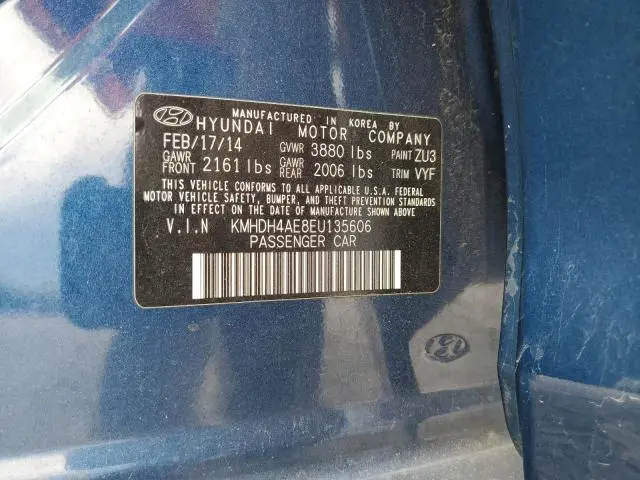 MANUFACTURED IN KOREA BY
HYUNDAI MOTOR COMPANY
FEB/17/14 GVWR 3880 lbs PAINT ZU3
GAWR FRONT 2161 lbs GAWR REAR 2006 lbs TRIM VYF
THIS VEHICLE CONFORMS TO ALL APPLICABLE U.S.A. FEDERAL
MOTOR VEHICLE SAFETY, BUMPER, AND THEFT PREVENTION STANDARDS
IN EFFECT ON THE DATE OF MANUFACTURE SHOWN ABOVE.
V.I.N KMHDH4AE8EU135606
PASSENGER CAR